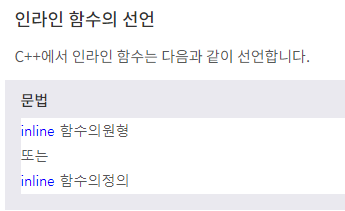 인라인 함수의 선언
C++에서 인라인 함수는 다음과 같이 선언합니다.
문법
inline 함수의원형
또는
inline 함수의정의